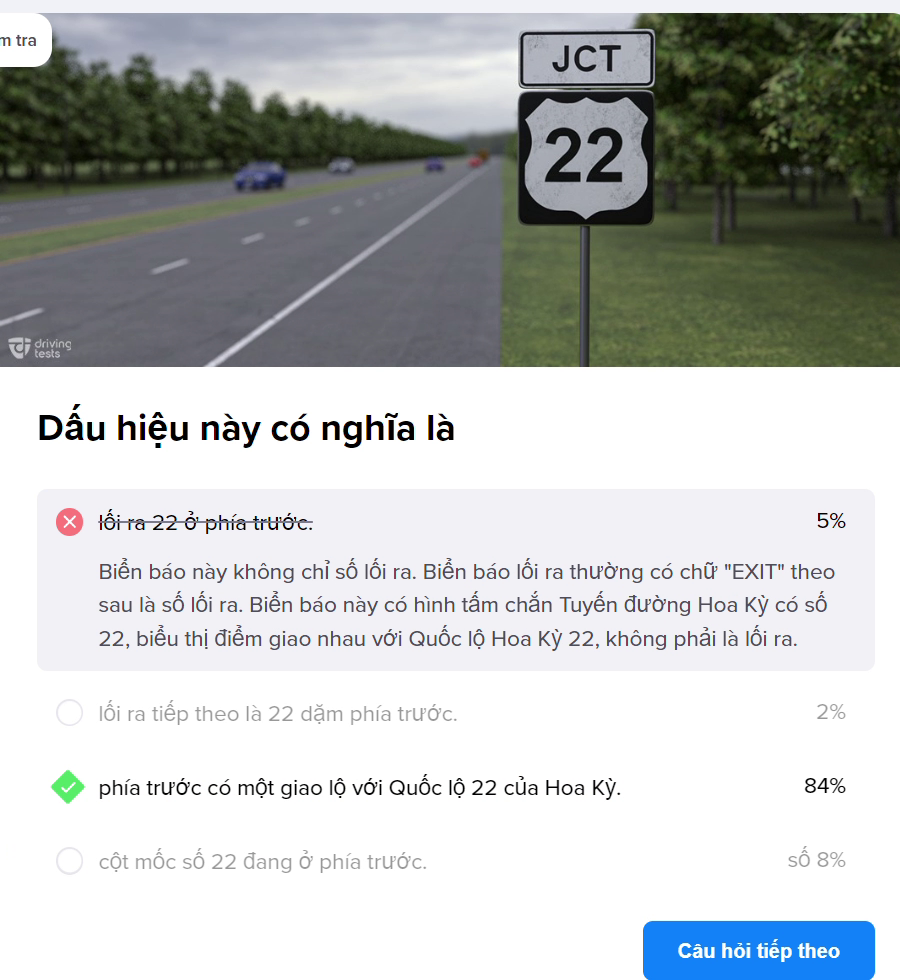 m tra
JCT
22
driving
tests
Dấu hiệu này có nghĩa là
lối ra 22 ở phía trước.
5%
Biển báo này không chỉ số lối ra. Biển báo lối ra thường có chữ "EXIT" theo
sau là số lối ra. Biển báo này có hình tấm chắn Tuyến đường Hoa Kỳ có số
22, biểu thị điểm giao nhau với Quốc lộ Hoa Kỳ 22, không phải là lối ra.
lối ra tiếp theo là 22 dặm phía trước.
2%
phía trước có một giao lộ với Quốc lộ 22 của Hoa Kỳ.
84%
cột mốc số 22 đang ở phía trước.
số 8%
Câu hỏi tiếp theo